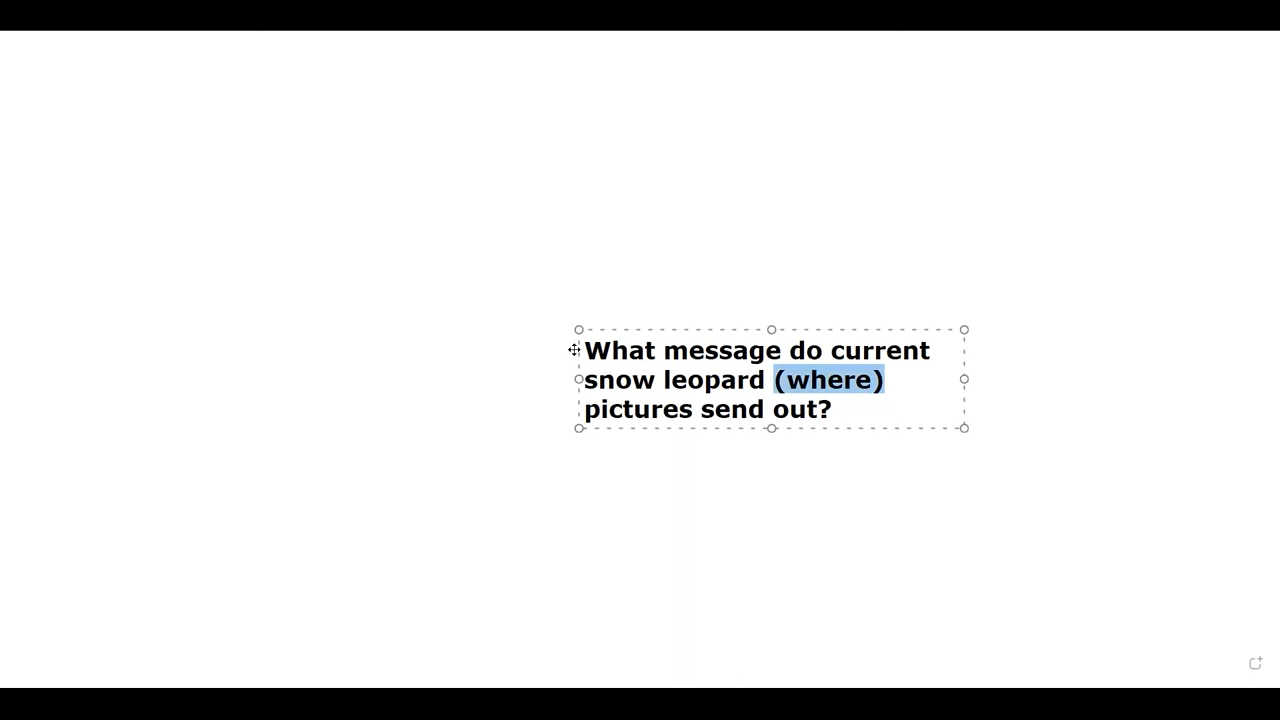 What message do current
snow leopard (where)
pictures send out?